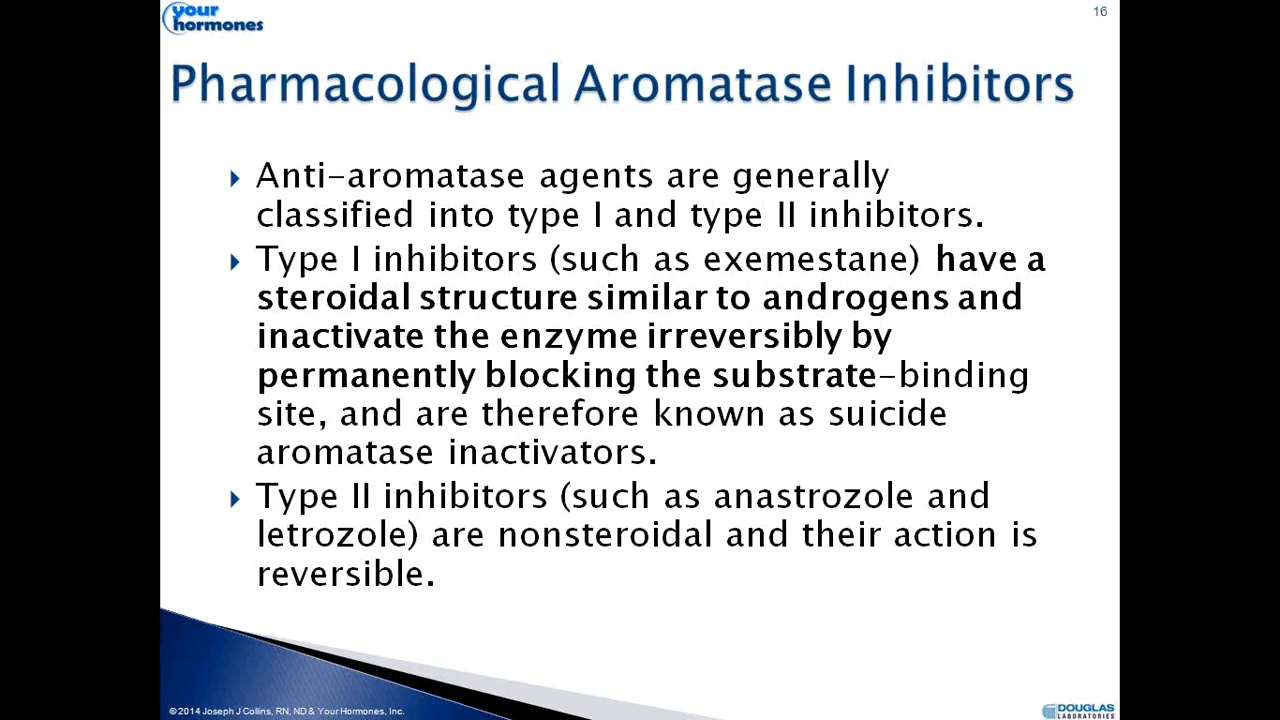 your
hormones
16
Pharmacological Aromatase Inhibitors
Anti-aromatase agents are generally
classified into type I and type II inhibitors.
Type I inhibitors (such as exemestane) have a
steroidal structure similar to androgens and
inactivate the enzyme irreversibly by
permanently blocking the substrate-binding
site, and are therefore known as suicide
aromatase inactivators.
Type II inhibitors (such as anastrozole and
letrozole) are nonsteroidal and their action is
reversible.
©2014 Joseph J Collins, RN, ND & Your Hormones, Inc.
DOUGLAS
LABORATORIES